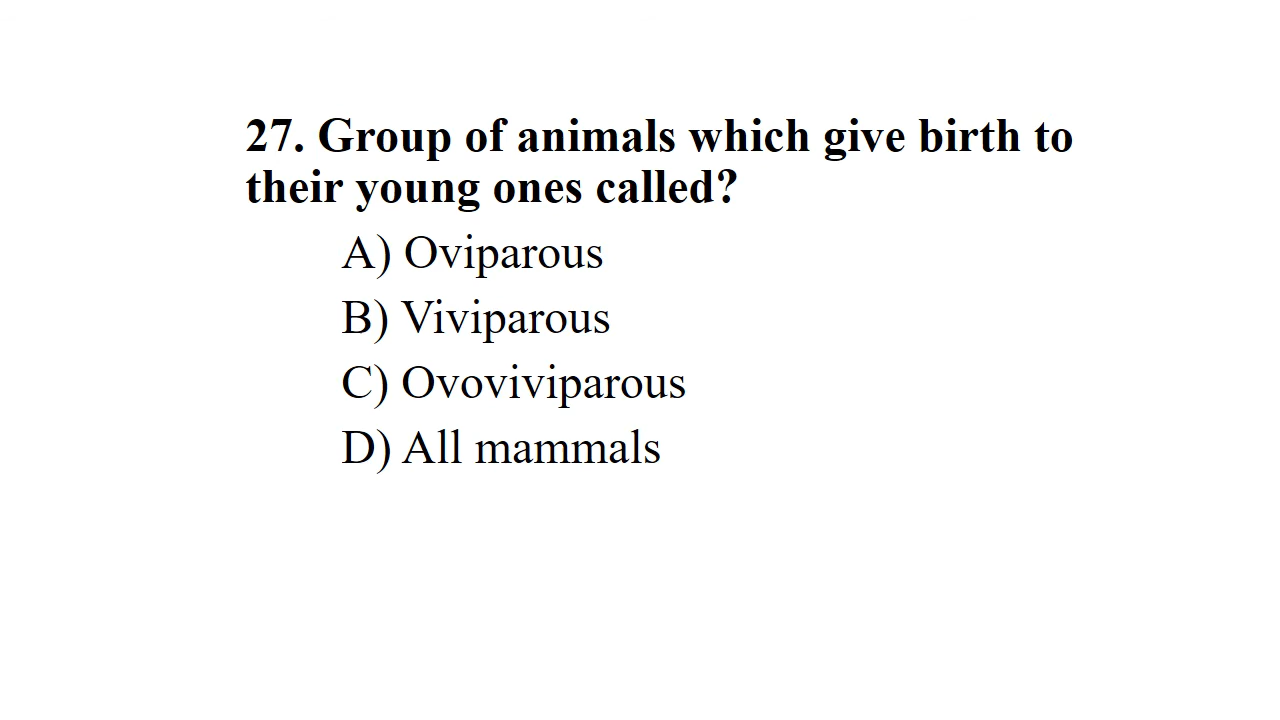 27. Group of animals which give birth to
their young ones called?
A) Oviparous
B) Viviparous
C) Ovoviviparous
D) All mammals